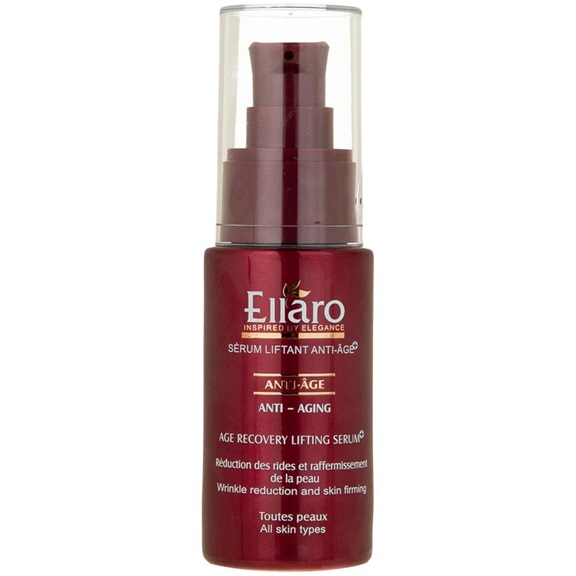 Ellaro
INSPIRED BY ELEGANCE
SÉRUM LIFTANT ANTI-ÂGE+
ANTI-ÂGE
ANTI – AGING
AGE RECOVERY LIFTING SERUM+
Réduction des rides et raffermissement
de la peau
Wrinkle reduction and skin firming
Toutes peaux
All skin types